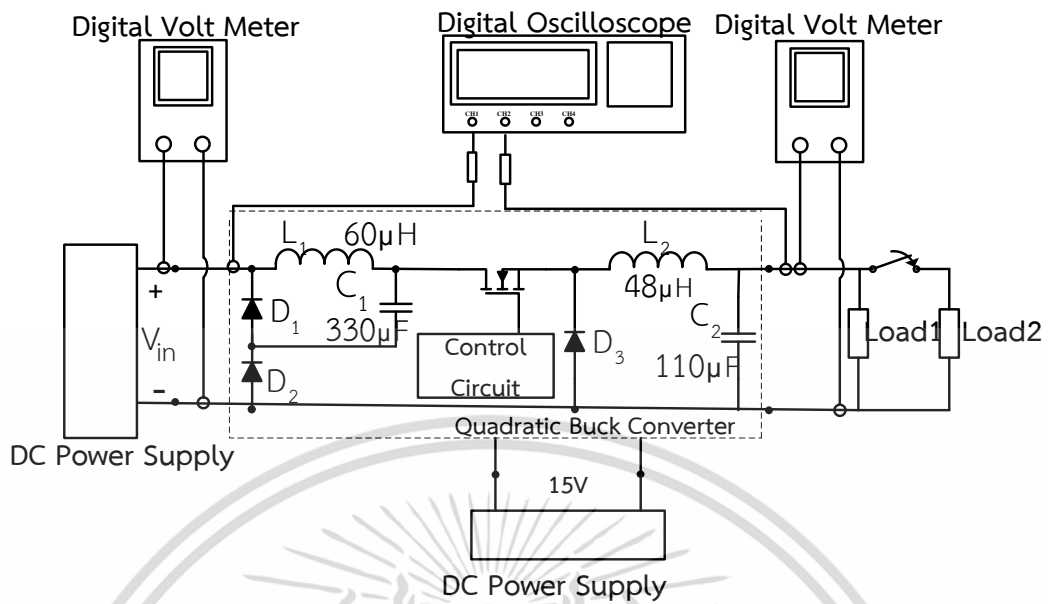 Digital Volt Meter
Digital Oscilloscope
Digital Volt Meter
CH1 CH2 CH3 CH4
L1 60µH
L2
C1
48µH
+
D1
330µF
Vin
Control
Circuit
D3
C2
110µF
Load1
Load2
-
D2
Quadratic Buck Converter
DC Power Supply
15V
DC Power Supply